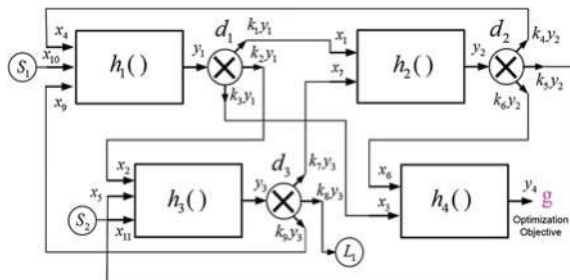 d₁
d₂
x₄
k₁y₁
k₄y₂
x₁₀
y₁
k₂y₁
x₁
y₂
S₁
h₁()
h₂()
k₅y₂
x₉
x₇
k₃y₁
k₆y₂
x₂
d₃
k₇y₃
x₆
x₅
y₃
y₄
h₃()
k₈y₃
h₄()
g
S₂
x₃
x₁₁
k₉y₃
L₁
Optimization
Objective